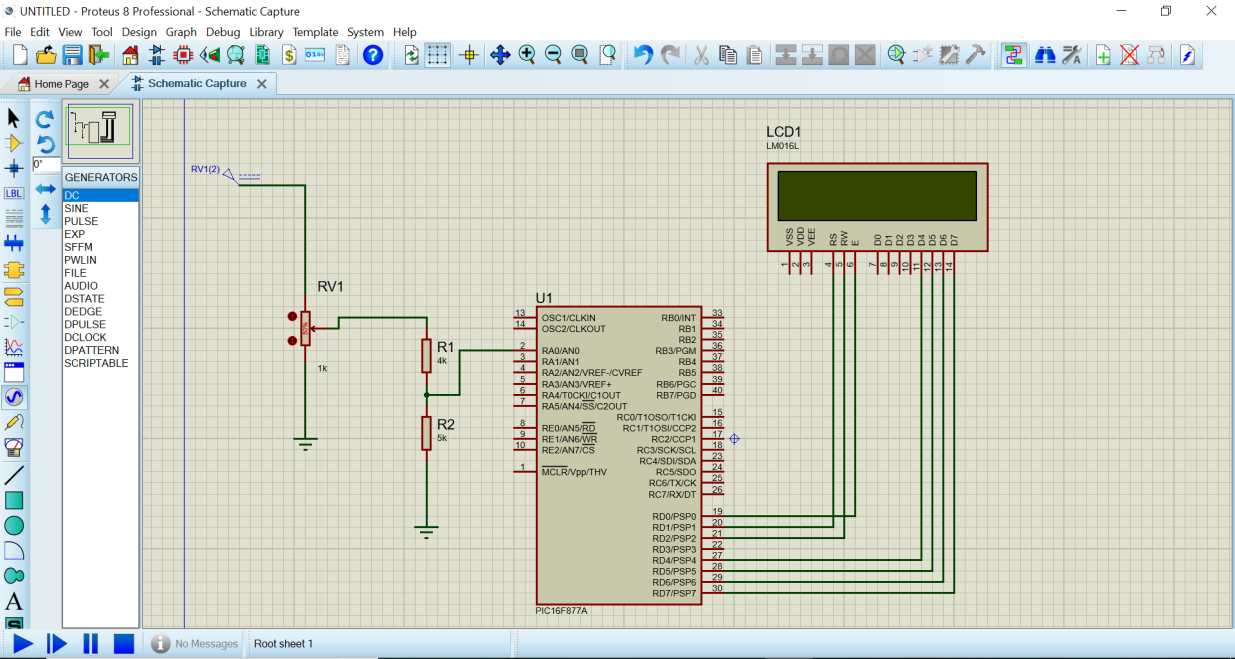 UNTITLED - Proteus 8 Professional - Schematic Capture
File Edit View Tool Design Graph Debug Library Template System Help
Home Page
Schematic Capture
0°
LBL
GENERATORS
DC
SINE
PULSE
EXP
SFFM
PWLIN
FILE
AUDIO
DSTATE
DEDGE
DPULSE
DCLOCK
DPATTERN
SCRIPTABLE
A
S
RV1(2)
RV1
50%
1k
R1
4k
R2
5k
LCD1
LM016L
VSS VDD VEE RS RW E D0 D1 D2 D3 D4 D5 D6 D7
1 2 3 4 5 6 7 8 9 10 11 12 13 14
U1
13 OSC1/CLKIN
14 OSC2/CLKOUT
2 RA0/AN0
3 RA1/AN1
4 RA2/AN2/VREF-/CVREF
5 RA3/AN3/VREF+
6 RA4/T0CKI/C1OUT
7 RA5/AN4/SS/C2OUT
8 RE0/AN5/RD
9 RE1/AN6/WR
10 RE2/AN7/CS
1 MCLR/Vpp/THV
RB0/INT 33
RB1 34
RB2 35
RB3/PGM 36
RB4 37
RB5 38
RB6/PGC 39
RB7/PGD 40
RC0/T1OSO/T1CKI 15
RC1/T1OSI/CCP2 16
RC2/CCP1 17
RC3/SCK/SCL 18
RC4/SDI/SDA 23
RC5/SDO 24
RC6/TX/CK 25
RC7/RX/DT 26
RD0/PSP0 19
RD1/PSP1 20
RD2/PSP2 21
RD3/PSP3 22
RD4/PSP4 27
RD5/PSP5 28
RD6/PSP6 29
RD7/PSP7 30
PIC16F877A
No Messages
Root sheet 1